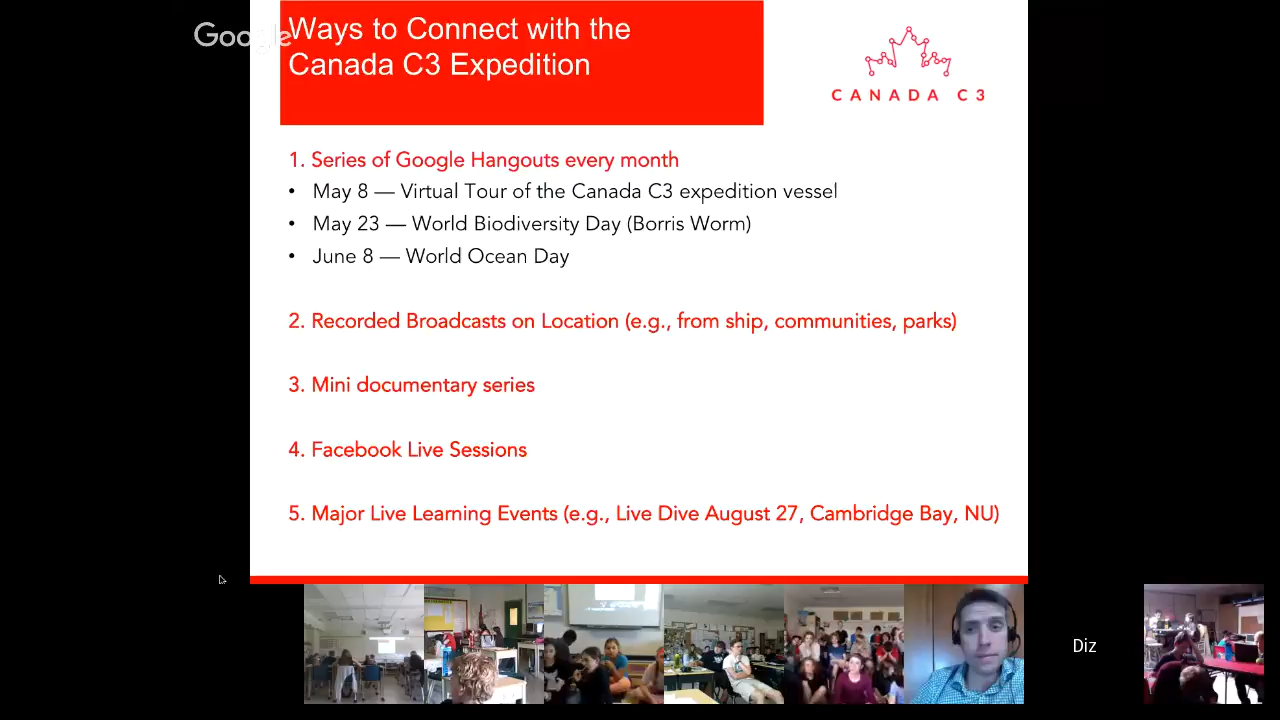 Google
Ways to Connect with the
Canada C3 Expedition
CANADA C3
1. Series of Google Hangouts every month
• May 8 — Virtual Tour of the Canada C3 expedition vessel
• May 23 — World Biodiversity Day (Borris Worm)
• June 8 — World Ocean Day
2. Recorded Broadcasts on Location (e.g., from ship, communities, parks)
3. Mini documentary series
4. Facebook Live Sessions
5. Major Live Learning Events (e.g., Live Dive August 27, Cambridge Bay, NU)
Diz